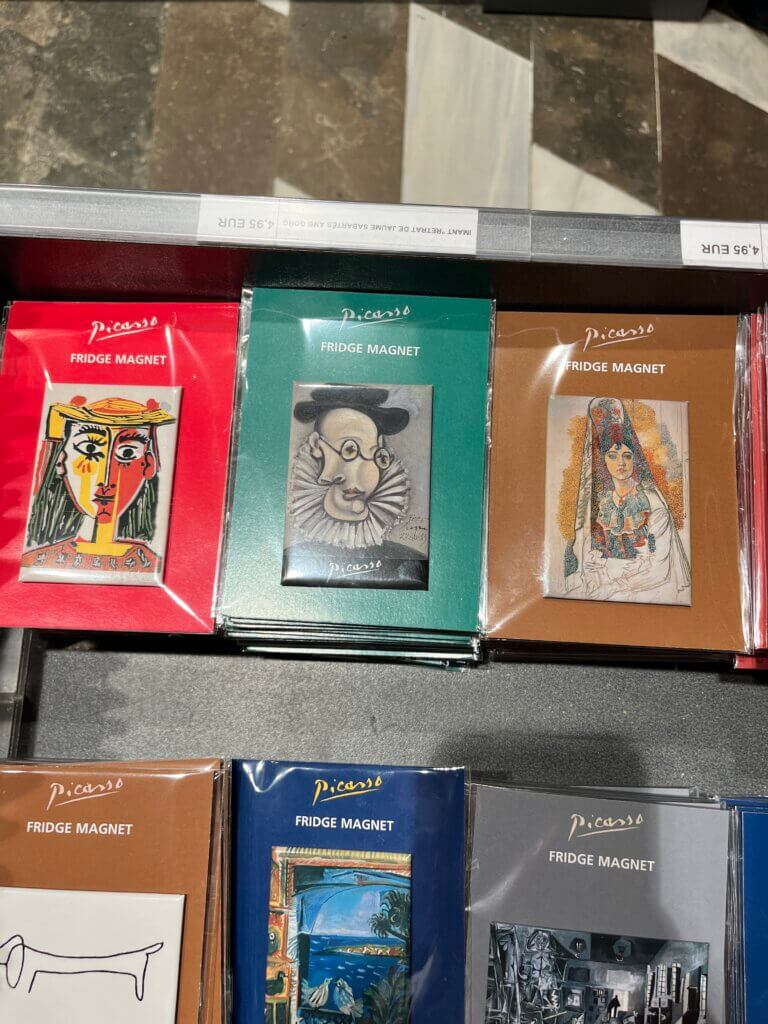 IMANT "RETRAT DE JAUME SABARTÉS AMB GORG
4,95 EUR
4,95 EUR
Picasso
FRIDGE MAGNET
Picasso
FRIDGE MAGNET
Picasso
Picasso
FRIDGE MAGNET
Picasso
FRIDGE MAGNET
Picasso
FRIDGE MAGNET
Picasso
FRIDGE MAGNET